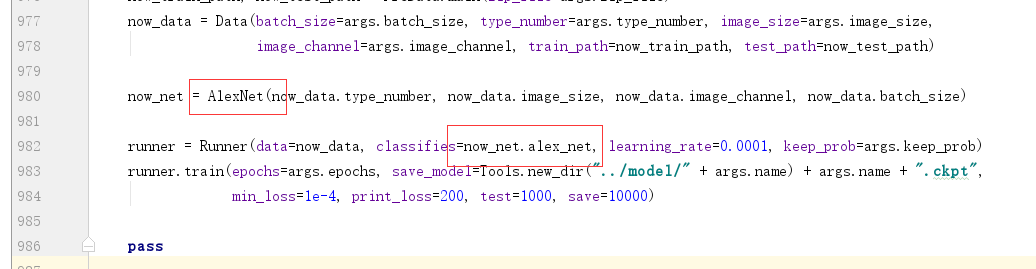 977 now_data = Data(batch_size=args.batch_size, type_number=args.type_number, image_size=args.image_size,
978 image_channel=args.image_channel, train_path=now_train_path, test_path=now_test_path)
979
980 now_net = AlexNet(now_data.type_number, now_data.image_size, now_data.image_channel, now_data.batch_size)
981
982 runner = Runner(data=now_data, classifies=now_net.alex_net, learning_rate=0.0001, keep_prob=args.keep_prob)
983 runner.train(epochs=args.epochs, save_model=Tools.new_dir("../model/" + args.name) + args.name + ".ckpt",
984 min_loss=1e-4, print_loss=200, test=1000, save=10000)
985
986 pass